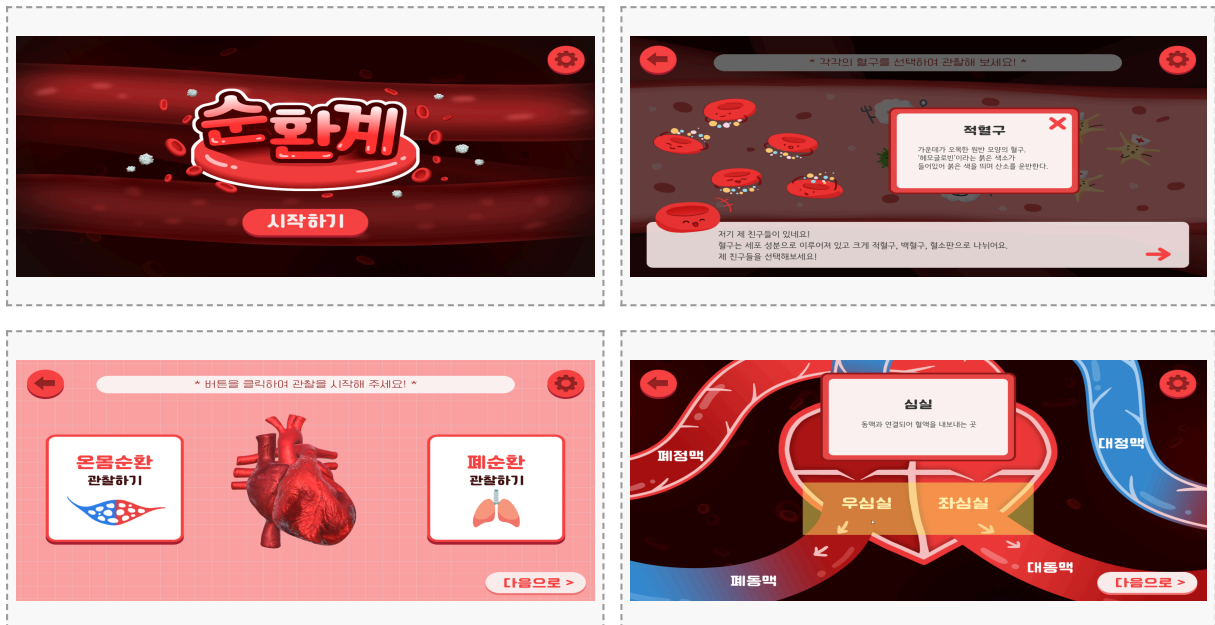 순환계
시작하기
* 각각의 혈구를 선택하여 관찰해 보세요! *
적혈구
가운데가 오목한 원반 모양의 혈구.
'헤모글로빈'이라는 붉은 색소가
들어있어 붉은 색을 띄며 산소를 운반한다.
저기 제 친구들이 있네요!
혈구는 세포 성분으로 이루어져 있고 크게 적혈구, 백혈구, 혈소판으로 나뉘어요.
제 친구들을 선택해보세요!
* 버튼을 클릭하여 관찰을 시작해 주세요! *
온몸순환
관찰하기
폐순환
관찰하기
다음으로 >
심실
동맥과 연결되어 혈액을 내보내는 곳
폐정맥
대정맥
우심실
좌심실
폐동맥
대동맥
다음으로 >